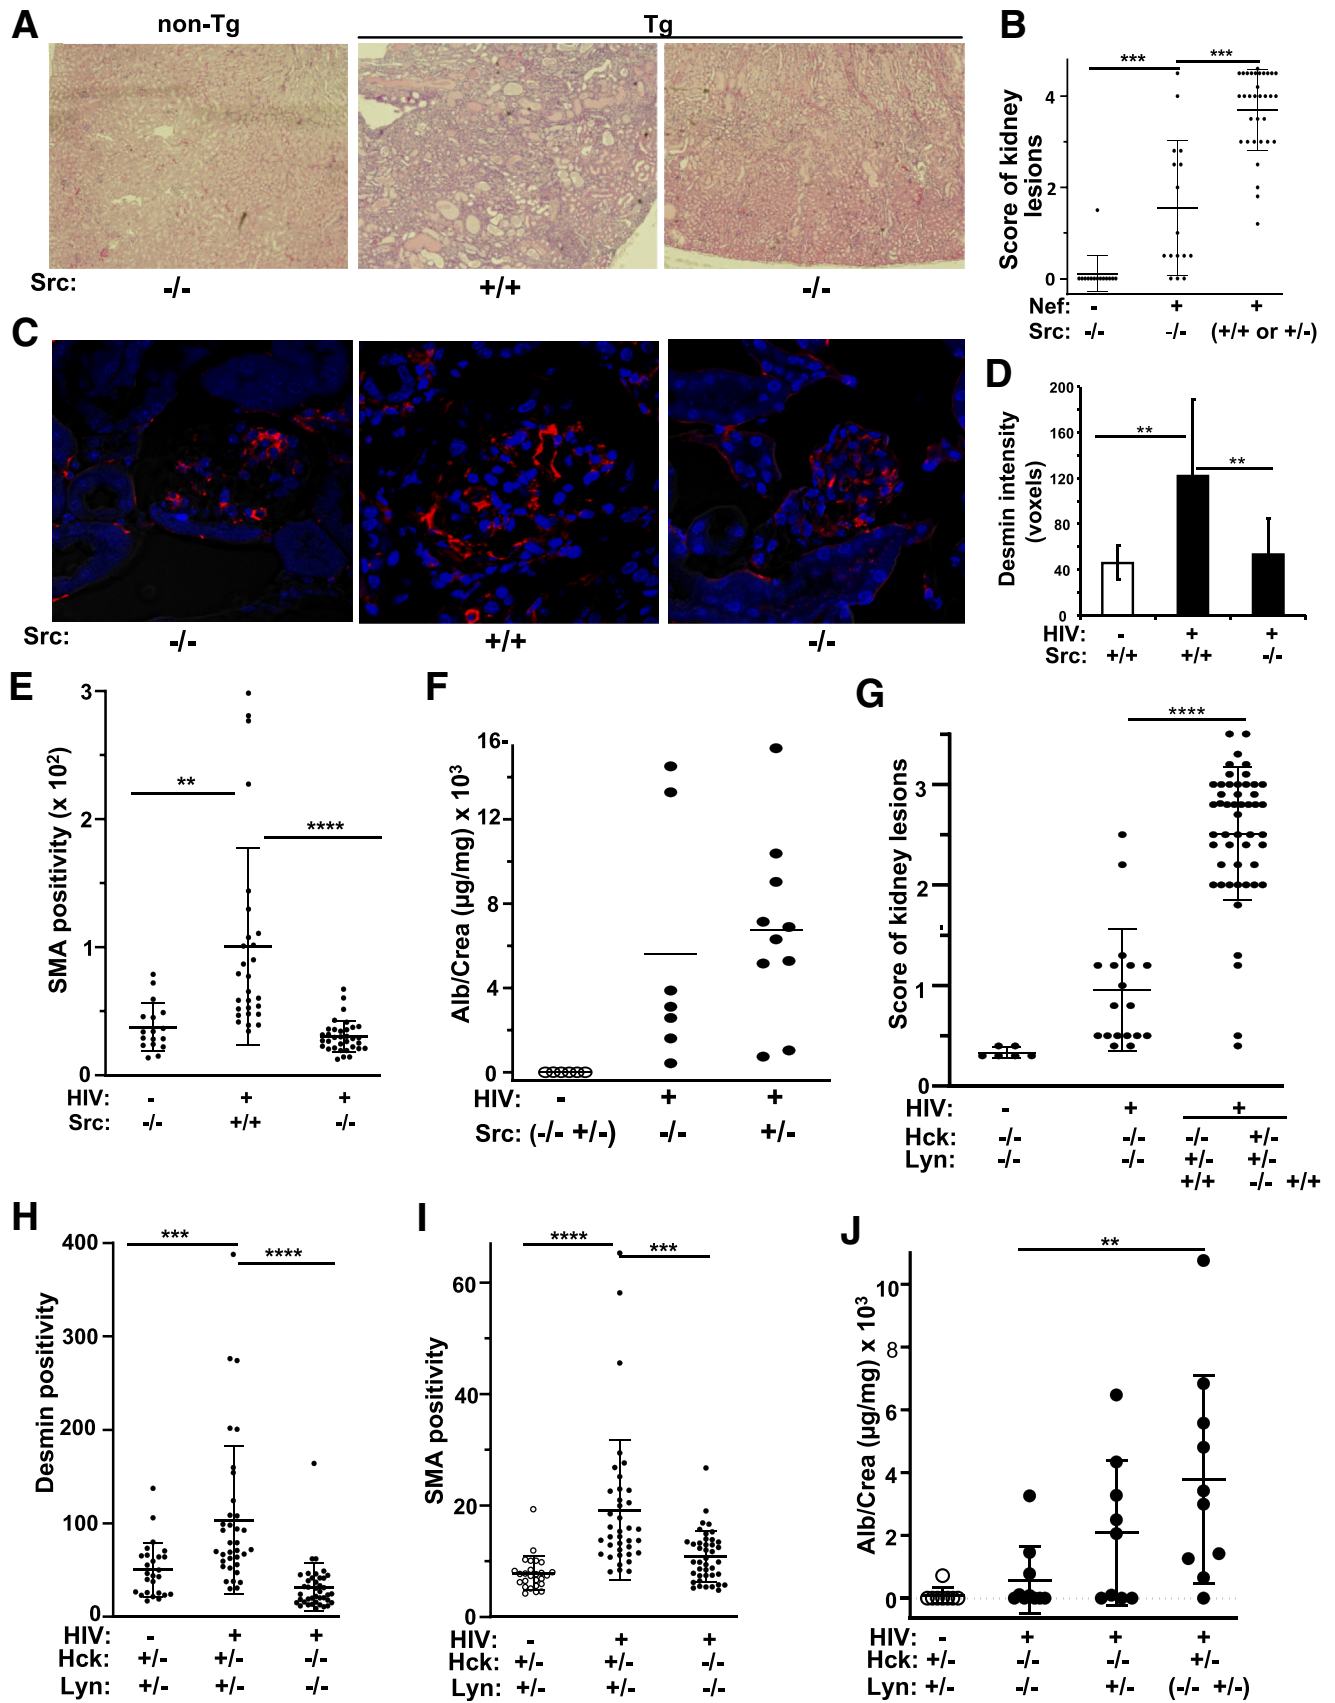 A
non-Tg
Tg
Src:
-/-
+/+
-/-
B
***
***
Score of kidney
lesions
4
2
0
Nef:
-
+
+
Src:
-/-
-/-
(+/+ or +/-)
C
Src:
-/-
+/+
-/-
D
**
**
Desmin intensity
(voxels)
200
160
120
80
40
0
HIV:
-
+
+
Src:
+/+
+/+
-/-
E
**
****
SMA positivity (x 10²)
3
2
1
0
HIV:
-
+
+
Src:
-/-
+/+
-/-
F
Alb/Crea (µg/mg) x 10³
16
12
8
4
0
HIV:
-
+
+
Src:
(-/- +/-)
-/-
+/-
G
****
Score of kidney lesions
3
2
1
0
HIV:
-
+
+
Hck:
-/-
-/-
-/-
+/-
Lyn:
-/-
-/-
+/-
+/-
+/+
-/-
+/+
H
***
****
Desmin positivity
400
300
200
100
0
HIV:
-
+
+
Hck:
+/-
+/-
-/-
Lyn:
+/-
+/-
-/-
I
****
***
SMA positivity
60
40
20
0
HIV:
-
+
+
Hck:
+/-
+/-
-/-
Lyn:
+/-
+/-
-/-
J
**
Alb/Crea (µg/mg) x 10³
10
8
6
4
2
0
HIV:
-
+
+
+
Hck:
+/-
-/-
-/-
+/-
Lyn:
+/-
-/-
+/-
(-/- +/-)